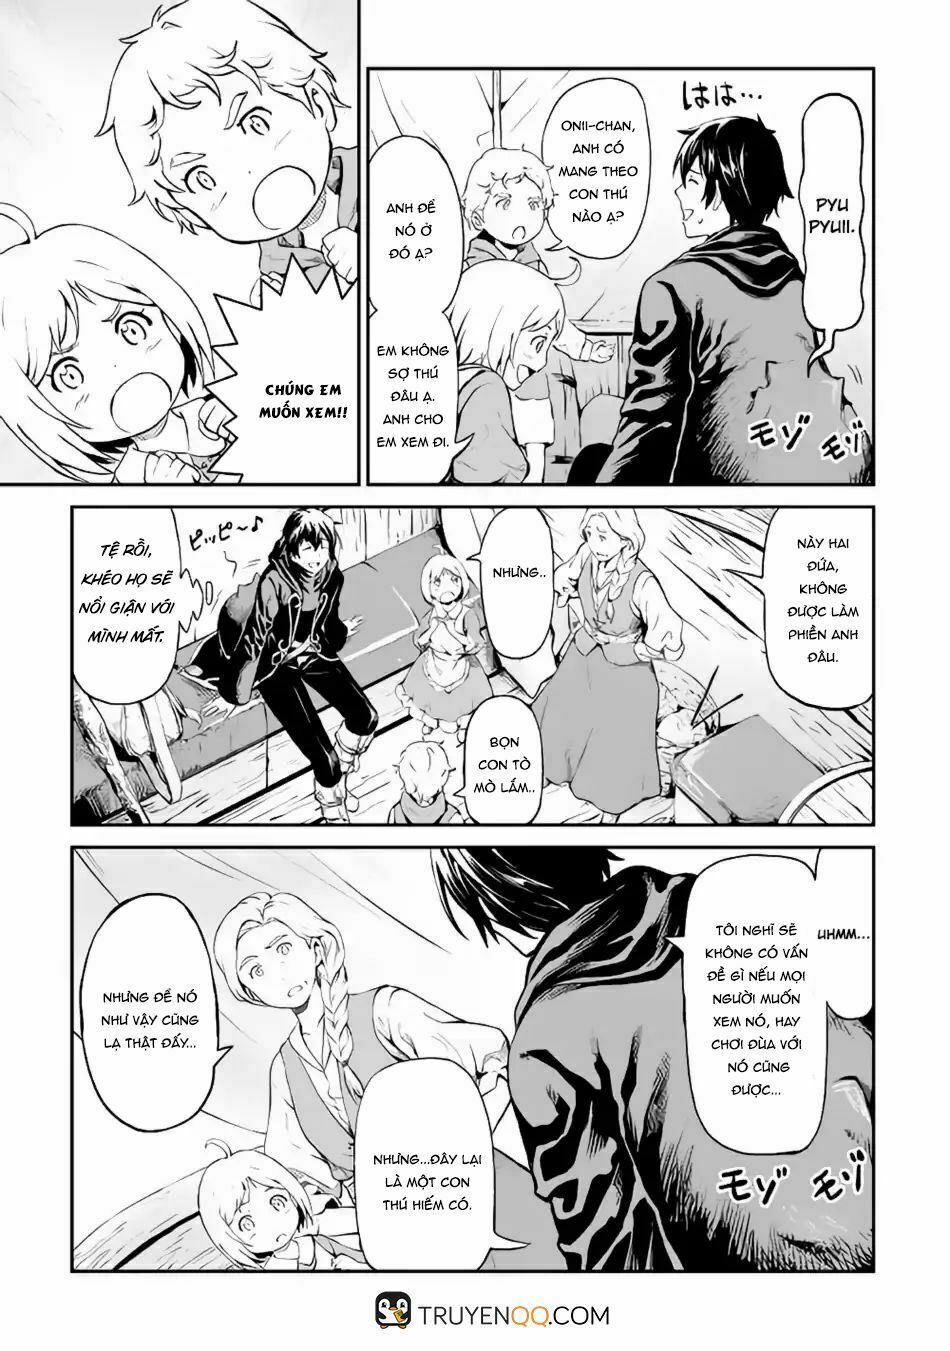 はは…
PYU
PYUII.
ONII-CHAN,
ANH CÓ
MANG THEO
CON THÚ
NÀO Ạ?
ANH ĐỂ
NÓ Ở
ĐÓ Ạ?
EM KHÔNG
SỢ THÚ
ĐÂU Ạ.
ANH CHO
EM XEM ĐI.
モゾ
モゾ
CHÚNG EM
MUỐN XEM!!
NÀY HAI
ĐỨA,
KHÔNG
ĐƯỢC LÀM
PHIỀN ANH
ĐÂU.
NHƯNG..
BỌN
CON TÒ
MÒ LẮM..
ピッピ〜♪
TỆ RỒI,
KHÉO HỌ SẼ
NỔI GIẬN VỚI
MÌNH MẤT.
UHMM...
TÔI NGHĨ SẼ
KHÔNG CÓ VẤN
ĐỀ GÌ NẾU MỌI
NGƯỜI MUỐN
XEM NÓ, HAY
CHƠI ĐÙA VỚI
NÓ CŨNG
ĐƯỢC...
モゾ
モゾ
NHƯNG...ĐÂY LẠI
LÀ MỘT CON
THÚ HIẾM CÓ.
NHƯNG ĐỂ NÓ
NHƯ VẬY CŨNG
LẠ THẬT ĐẤY...
TRUYENQQ.COM